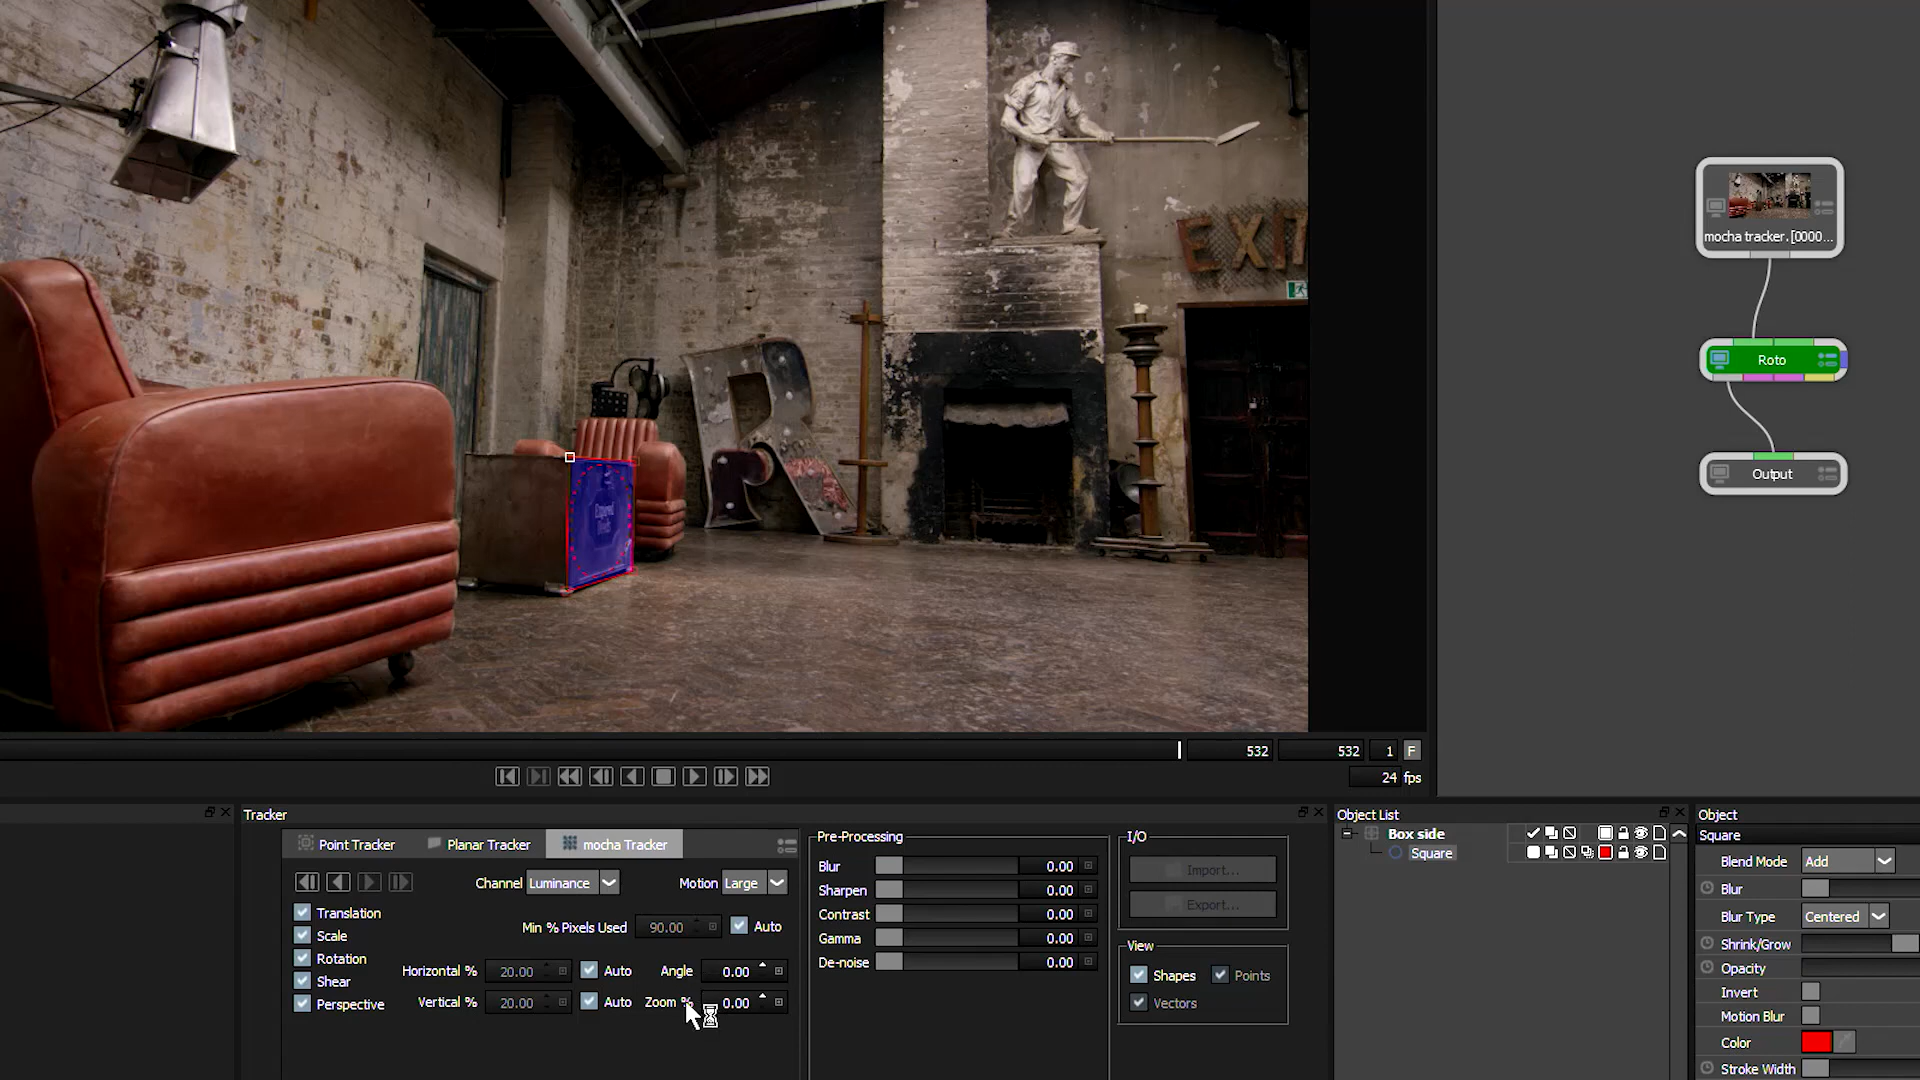 EXIT
mocha tracker.[0000...
Roto
Output
532
532
1
F
24
fps
Tracker
Point Tracker
Planar Tracker
mocha Tracker
Channel
Luminance
Motion
Large
Translation
Scale
Rotation
Shear
Perspective
Min % Pixels Used
90.00
Auto
Horizontal %
20.00
Auto
Angle
0.00
Vertical %
20.00
Auto
Zoom %
0.00
Pre-Processing
Blur
0.00
Sharpen
0.00
Contrast
0.00
Gamma
0.00
De-noise
0.00
I/O
Import...
Export...
View
Shapes
Points
Vectors
Object List
Box side
Square
Object
Square
Blend Mode
Add
Blur
Blur Type
Centered
Shrink/Grow
Opacity
Invert
Motion Blur
Color
Stroke Width